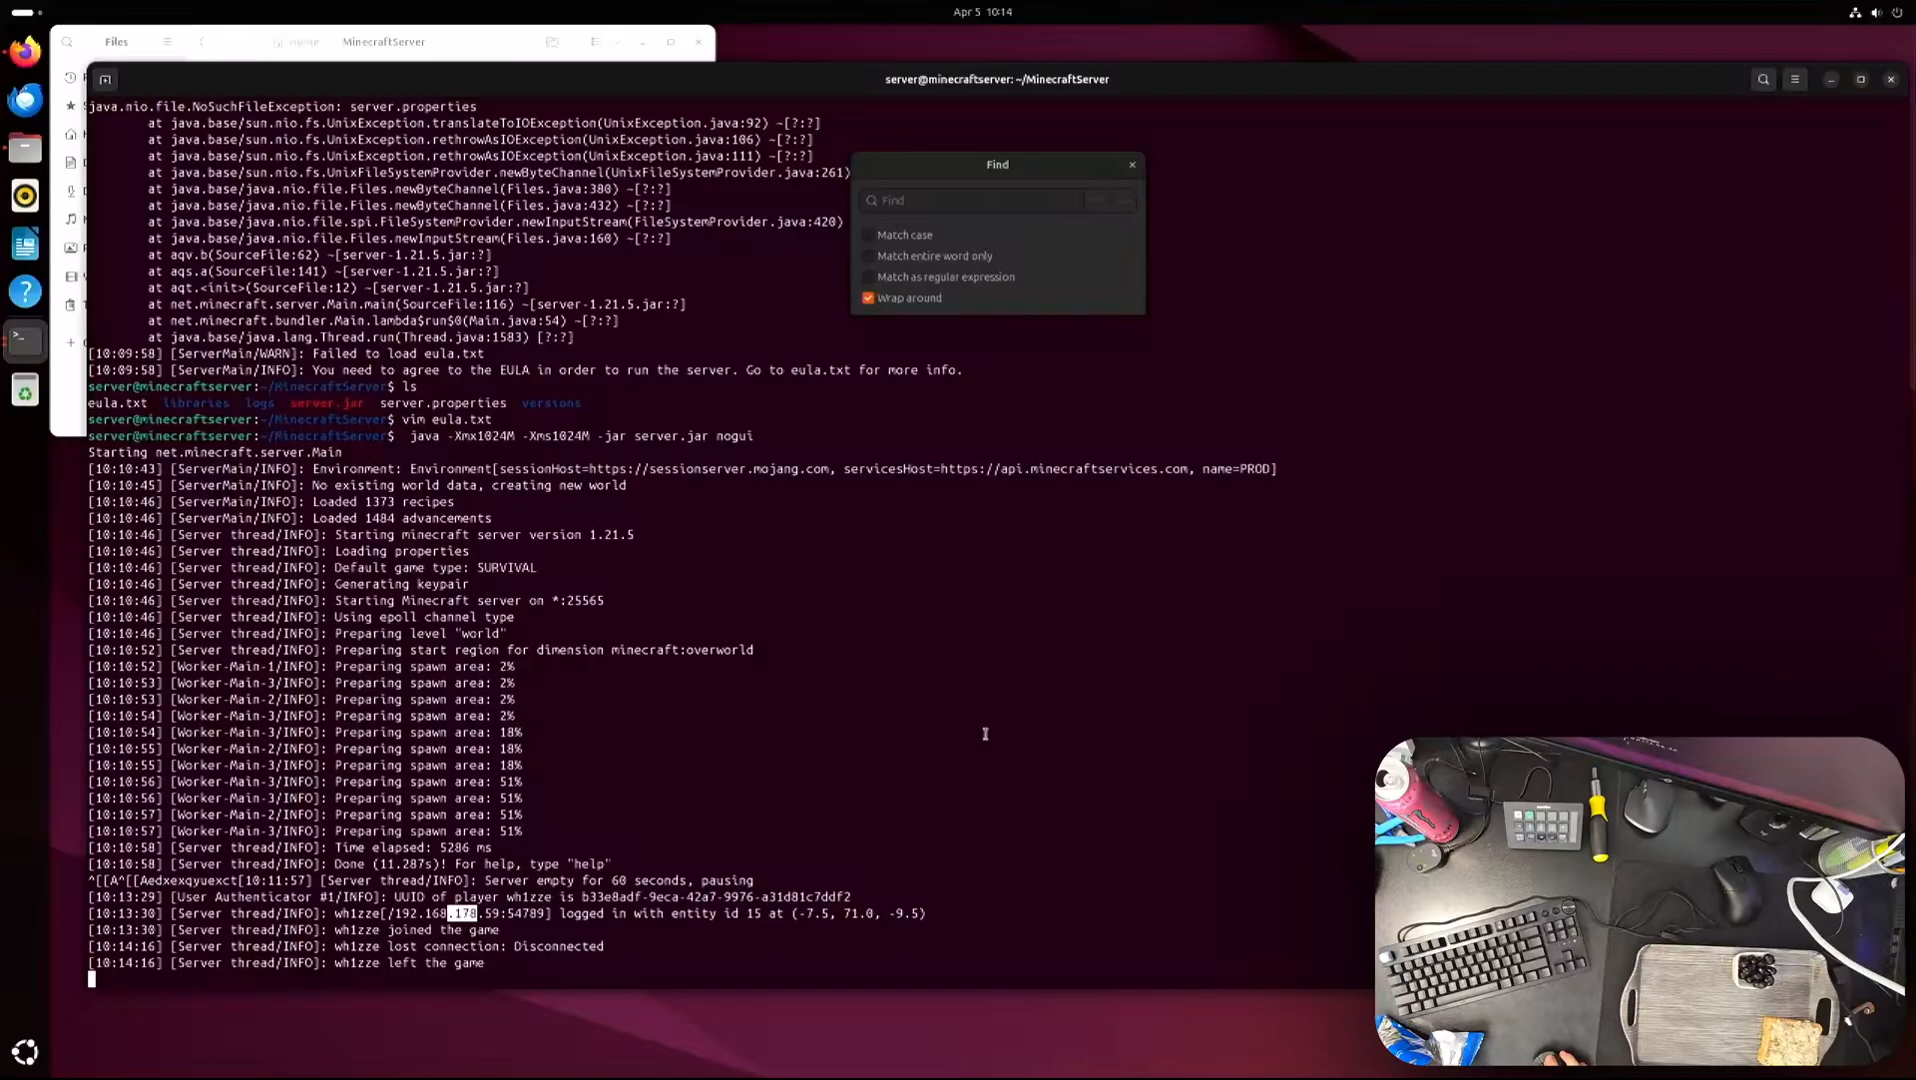 Apr 5 10:14
Files
Home
MinecraftServer
server@minecraftserver: ~/MinecraftServer
java.nio.file.NoSuchFileException: server.properties
at java.base/sun.nio.fs.UnixException.translateToIOException(UnixException.java:92) ~[?:?]
at java.base/sun.nio.fs.UnixException.rethrowAsIOException(UnixException.java:106) ~[?:?]
at java.base/sun.nio.fs.UnixException.rethrowAsIOException(UnixException.java:111) ~[?:?]
at java.base/sun.nio.fs.UnixFileSystemProvider.newByteChannel(UnixFileSystemProvider.java:261)
at java.base/java.nio.file.Files.newByteChannel(Files.java:380) ~[?:?]
at java.base/java.nio.file.Files.newByteChannel(Files.java:432) ~[?:?]
at java.base/java.nio.file.spi.FileSystemProvider.newInputStream(FileSystemProvider.java:420)
at java.base/java.nio.file.Files.newInputStream(Files.java:160) ~[?:?]
at aqv.b(SourceFile:62) ~[server-1.21.5.jar:?]
at aqs.a(SourceFile:141) ~[server-1.21.5.jar:?]
at aqt.<init>(SourceFile:12) ~[server-1.21.5.jar:?]
at net.minecraft.server.Main.main(SourceFile:116) ~[server-1.21.5.jar:?]
at net.minecraft.bundler.Main.lambda$run$0(Main.java:54) ~[?:?]
at java.base/java.lang.Thread.run(Thread.java:1583) [?:?]
Find
Find
Match case
Match entire word only
Match as regular expression
Wrap around
[10:09:58] [ServerMain/WARN]: Failed to load eula.txt
[10:09:58] [ServerMain/INFO]: You need to agree to the EULA in order to run the server. Go to eula.txt for more info.
server@minecraftserver:~/MinecraftServer$ ls
eula.txt libraries logs server.jar server.properties versions
server@minecraftserver:~/MinecraftServer$ vim eula.txt
server@minecraftserver:~/MinecraftServer$ java -Xmx1024M -Xms1024M -jar server.jar nogui
Starting net.minecraft.server.Main
[10:10:43] [ServerMain/INFO]: Environment: Environment[sessionHost=https://sessionserver.mojang.com, servicesHost=https://api.minecraftservices.com, name=PROD]
[10:10:45] [ServerMain/INFO]: No existing world data, creating new world
[10:10:46] [ServerMain/INFO]: Loaded 1373 recipes
[10:10:46] [ServerMain/INFO]: Loaded 1484 advancements
[10:10:46] [Server thread/INFO]: Starting minecraft server version 1.21.5
[10:10:46] [Server thread/INFO]: Loading properties
[10:10:46] [Server thread/INFO]: Default game type: SURVIVAL
[10:10:46] [Server thread/INFO]: Generating keypair
[10:10:46] [Server thread/INFO]: Starting Minecraft server on *:25565
[10:10:46] [Server thread/INFO]: Using epoll channel type
[10:10:46] [Server thread/INFO]: Preparing level "world"
[10:10:52] [Server thread/INFO]: Preparing start region for dimension minecraft:overworld
[10:10:52] [Worker-Main-1/INFO]: Preparing spawn area: 2%
[10:10:53] [Worker-Main-3/INFO]: Preparing spawn area: 2%
[10:10:53] [Worker-Main-2/INFO]: Preparing spawn area: 2%
[10:10:54] [Worker-Main-3/INFO]: Preparing spawn area: 2%
[10:10:54] [Worker-Main-3/INFO]: Preparing spawn area: 18%
[10:10:55] [Worker-Main-2/INFO]: Preparing spawn area: 18%
[10:10:55] [Worker-Main-3/INFO]: Preparing spawn area: 18%
[10:10:56] [Worker-Main-3/INFO]: Preparing spawn area: 51%
[10:10:56] [Worker-Main-3/INFO]: Preparing spawn area: 51%
[10:10:57] [Worker-Main-2/INFO]: Preparing spawn area: 51%
[10:10:57] [Worker-Main-3/INFO]: Preparing spawn area: 51%
[10:10:58] [Server thread/INFO]: Time elapsed: 5286 ms
[10:10:58] [Server thread/INFO]: Done (11.287s)! For help, type "help"
^[[A^[[Aedxexqyuexct[10:11:57] [Server thread/INFO]: Server empty for 60 seconds, pausing
[10:13:29] [User Authenticator #1/INFO]: UUID of player wh1zze is b33e8adf-9eca-42a7-9976-a31d81c7ddf2
[10:13:30] [Server thread/INFO]: wh1zze[/192.168.178.59:54789] logged in with entity id 15 at (-7.5, 71.0, -9.5)
[10:13:30] [Server thread/INFO]: wh1zze joined the game
[10:14:16] [Server thread/INFO]: wh1zze lost connection: Disconnected
[10:14:16] [Server thread/INFO]: wh1zze left the game